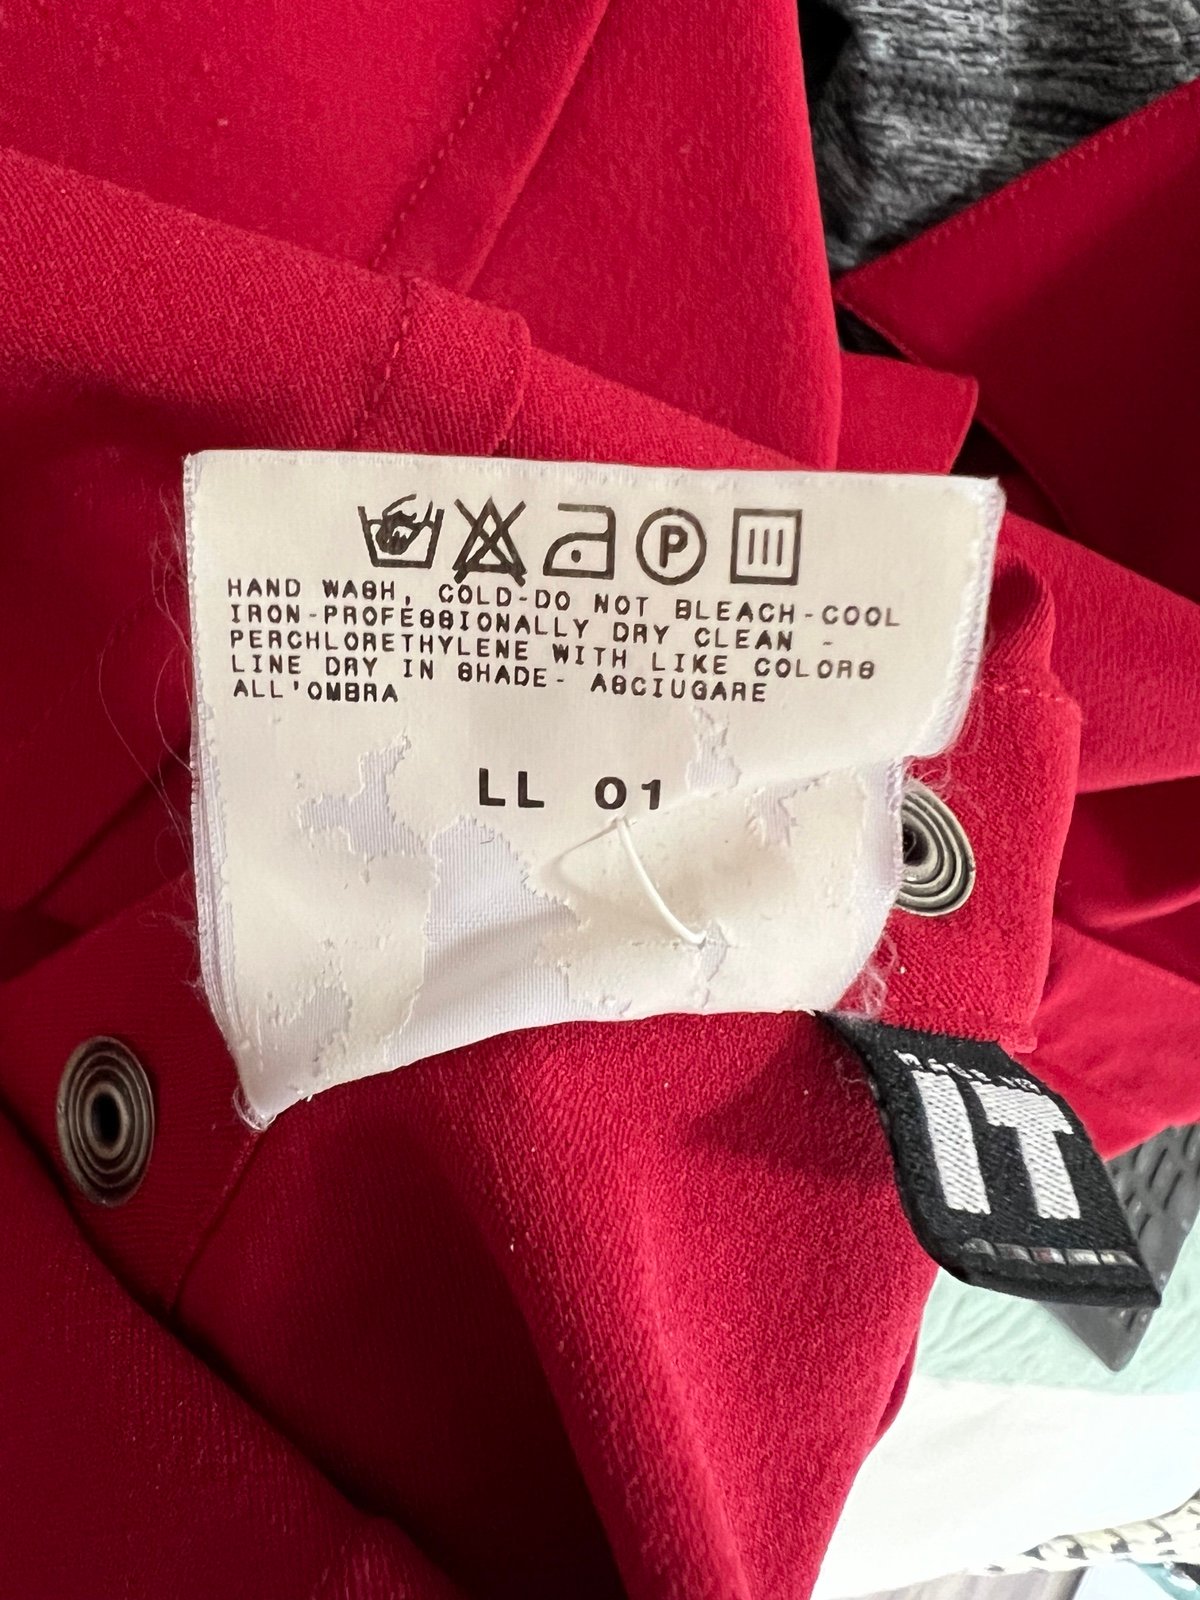 P
HAND WASH, COLD-DO NOT BLEACH-COOL
IRON-PROFESSIONALLY DRY CLEAN -
PERCHLORETHYLENE WITH LIKE COLORS
LINE DRY IN SHADE- ASCIUGARE
ALL'OMBRA
LL 01
IT